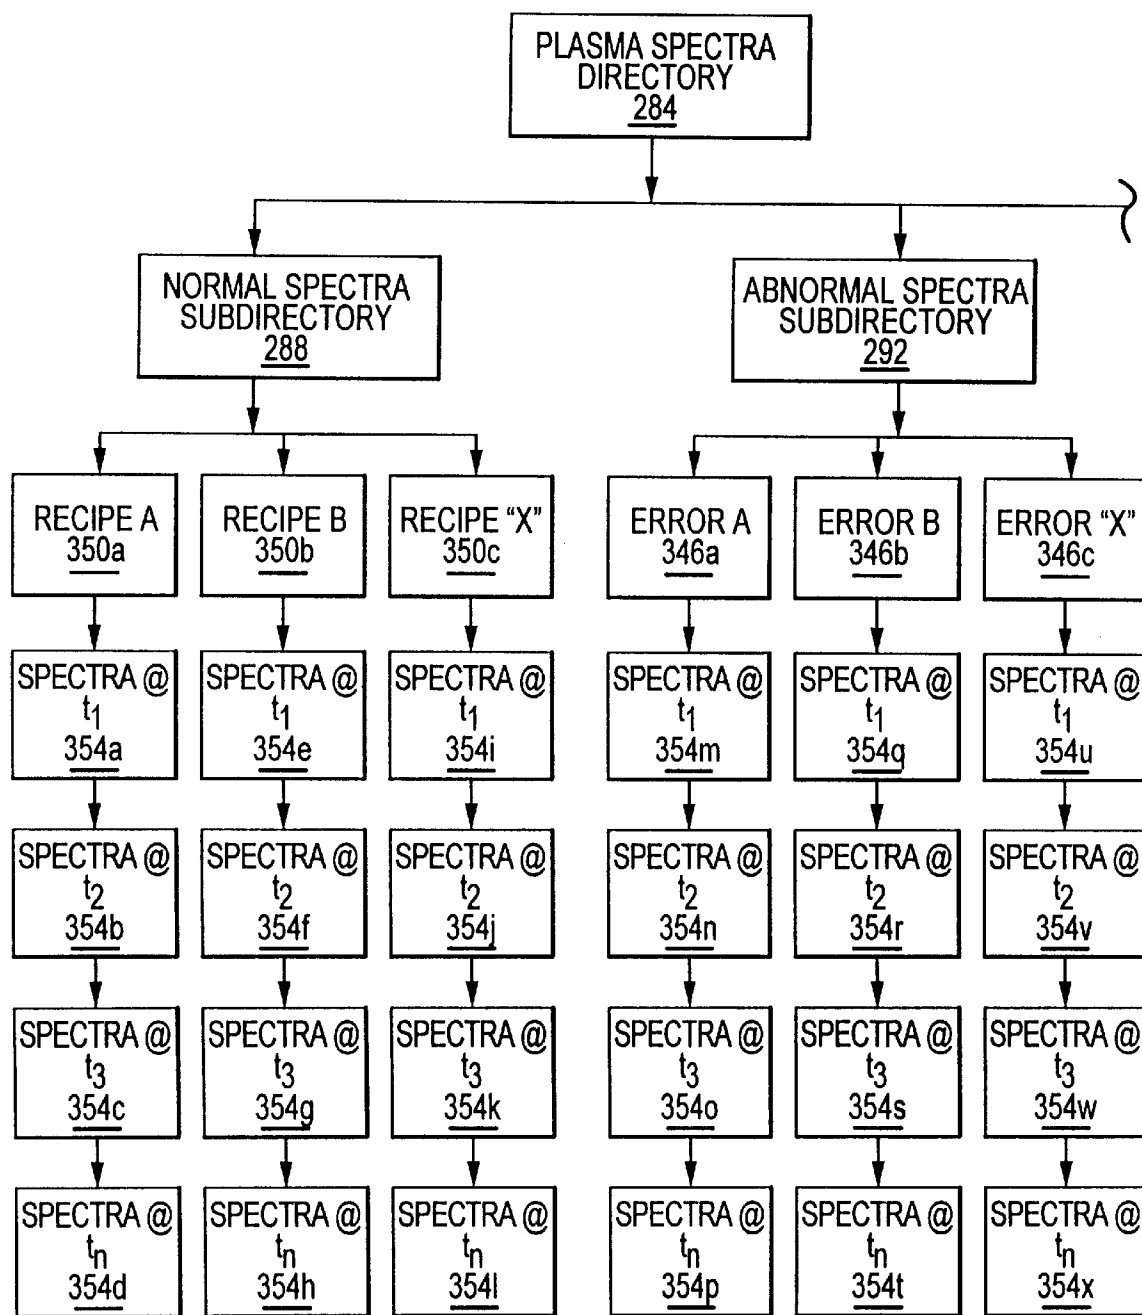 PLASMA SPECTRA
DIRECTORY
284
NORMAL SPECTRA
SUBDIRECTORY
288
ABNORMAL SPECTRA
SUBDIRECTORY
292
RECIPE A
350a
RECIPE B
350b
RECIPE “X”
350c
ERROR A
346a
ERROR B
346b
ERROR “X”
346c
SPECTRA @
t1
354a
SPECTRA @
t1
354e
SPECTRA @
t1
354i
SPECTRA @
t1
354m
SPECTRA @
t1
354q
SPECTRA @
t1
354u
SPECTRA @
t2
354b
SPECTRA @
t2
354f
SPECTRA @
t2
354j
SPECTRA @
t2
354n
SPECTRA @
t2
354r
SPECTRA @
t2
354v
SPECTRA @
t3
354c
SPECTRA @
t3
354g
SPECTRA @
t3
354k
SPECTRA @
t3
354o
SPECTRA @
t3
354s
SPECTRA @
t3
354w
SPECTRA @
tn
354d
SPECTRA @
tn
354h
SPECTRA @
tn
354l
SPECTRA @
tn
354p
SPECTRA @
tn
354t
SPECTRA @
tn
354x